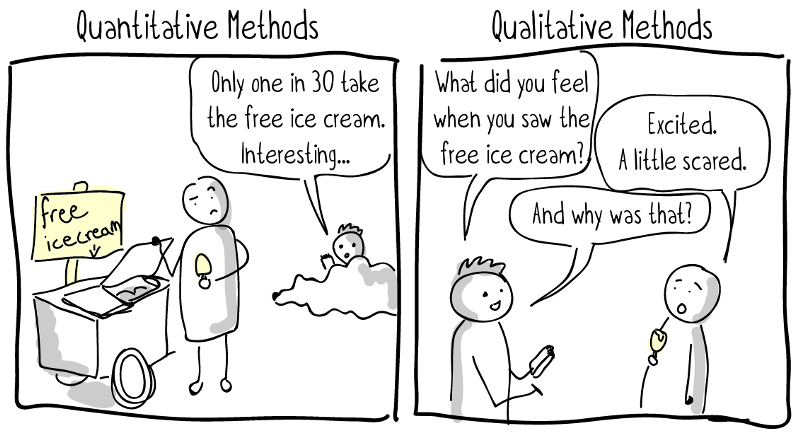 Quantitative Methods
Only one in 30 take
the free ice cream.
Interesting...
free
icecream
Qualitative Methods
What did you feel
when you saw the
free ice cream?
Excited.
A little scared.
And why was that?